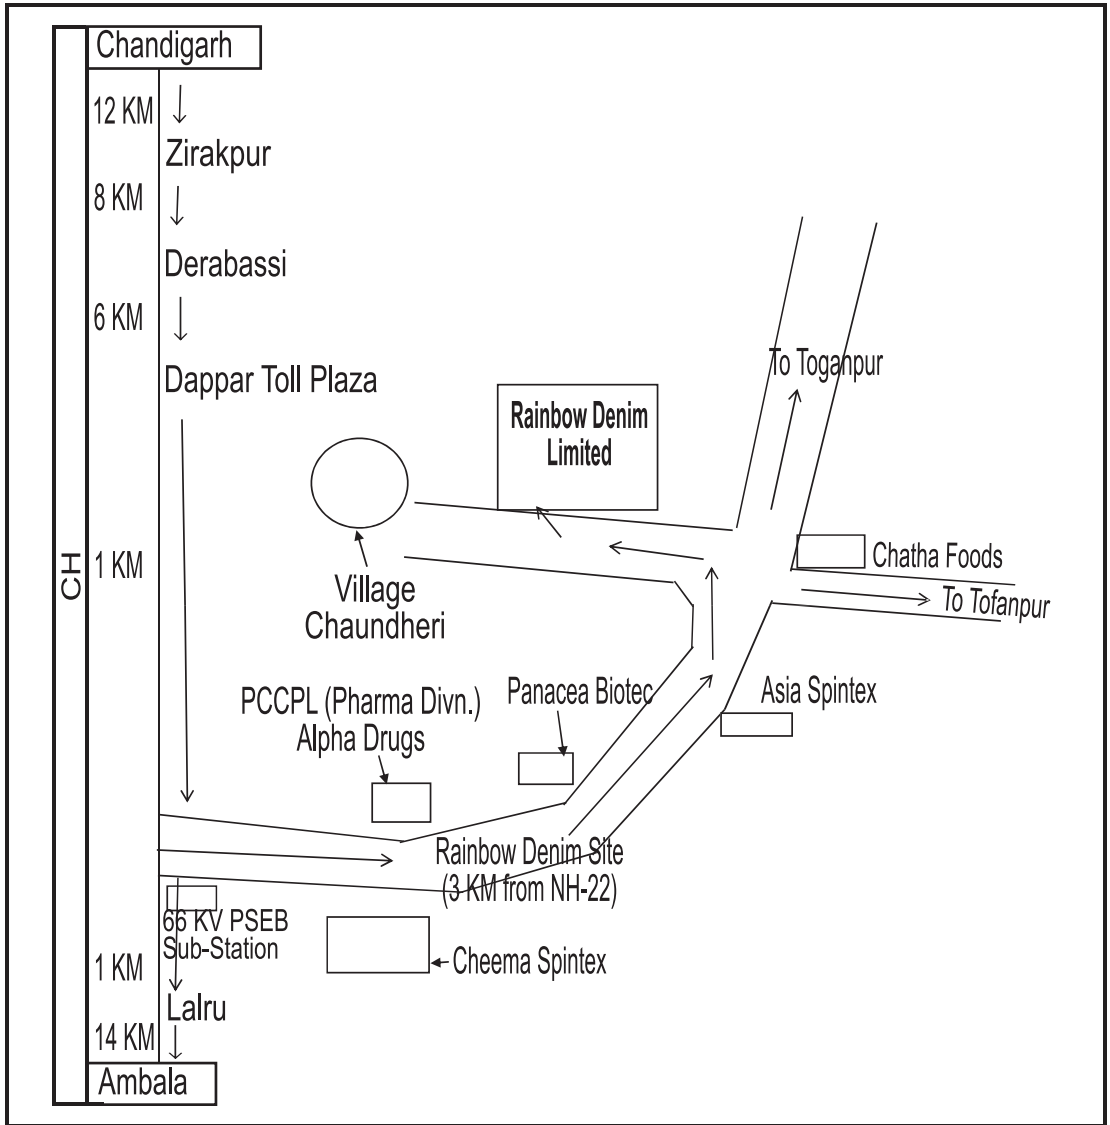 Chandigarh
12 KM
Zirakpur
8 KM
Derabassi
6 KM
To Toganpur
Dappar Toll Plaza
Rainbow Denim
Limited
CH
1 KM
Chatha Foods
Village
Chaundheri
To Tofanpur
PCCPL (Pharma Divn.)
Alpha Drugs
Panacea Biotec
Asia Spintex
Rainbow Denim Site
(3 KM from NH-22)
66 KV PSEB
Sub-Station
1 KM
Cheema Spintex
Lalru
14 KM
Ambala